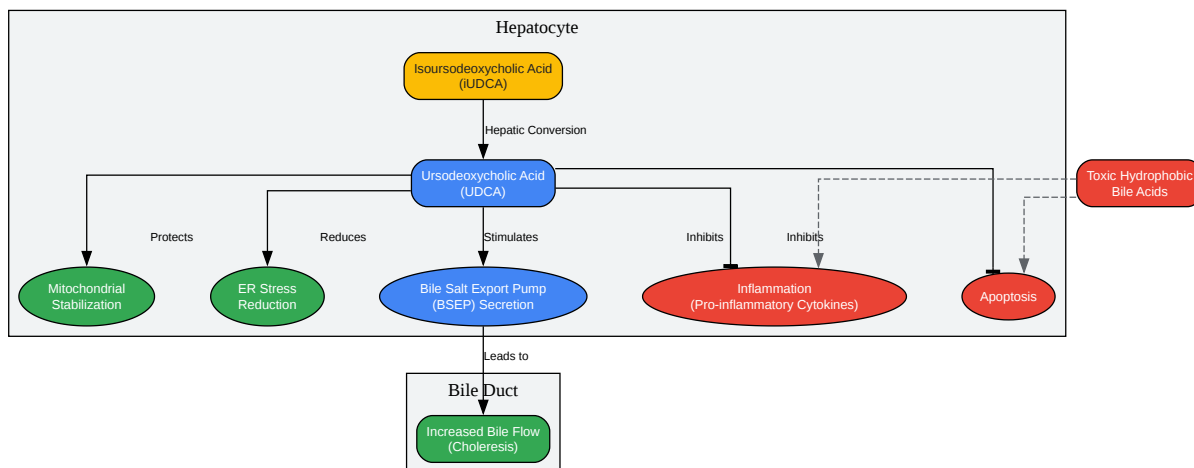 Hepatocyte
Isoursodeoxycholic Acid
(iUDCA)
Hepatic Conversion
Ursodeoxycholic Acid
(UDCA)
Toxic Hydrophobic
Bile Acids
Protects
Reduces
Stimulates
Inhibits
Inhibits
Mitochondrial
Stabilization
ER Stress
Reduction
Bile Salt Export Pump
(BSEP) Secretion
Inflammation
(Pro-inflammatory Cytokines)
Apoptosis
Leads to
Bile Duct
Increased Bile Flow
(Choleresis)